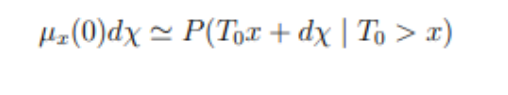 μₓ(0)dχ ≃ P(T₀x + dχ | T₀ > x)